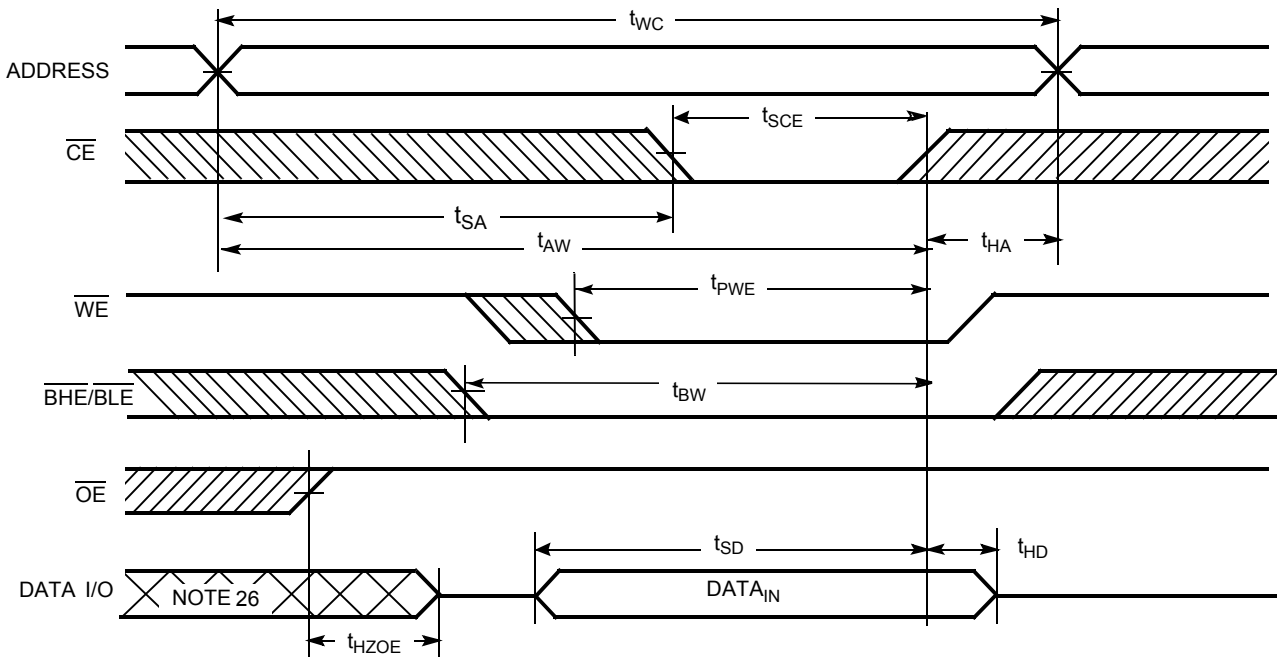 tWC
ADDRESS
CE
tSCE
tSA
tAW
tHA
WE
tPWE
BHE/BLE
tBW
OE
tSD
tHD
DATA I/O
NOTE 26
DATAIN
tHZOE